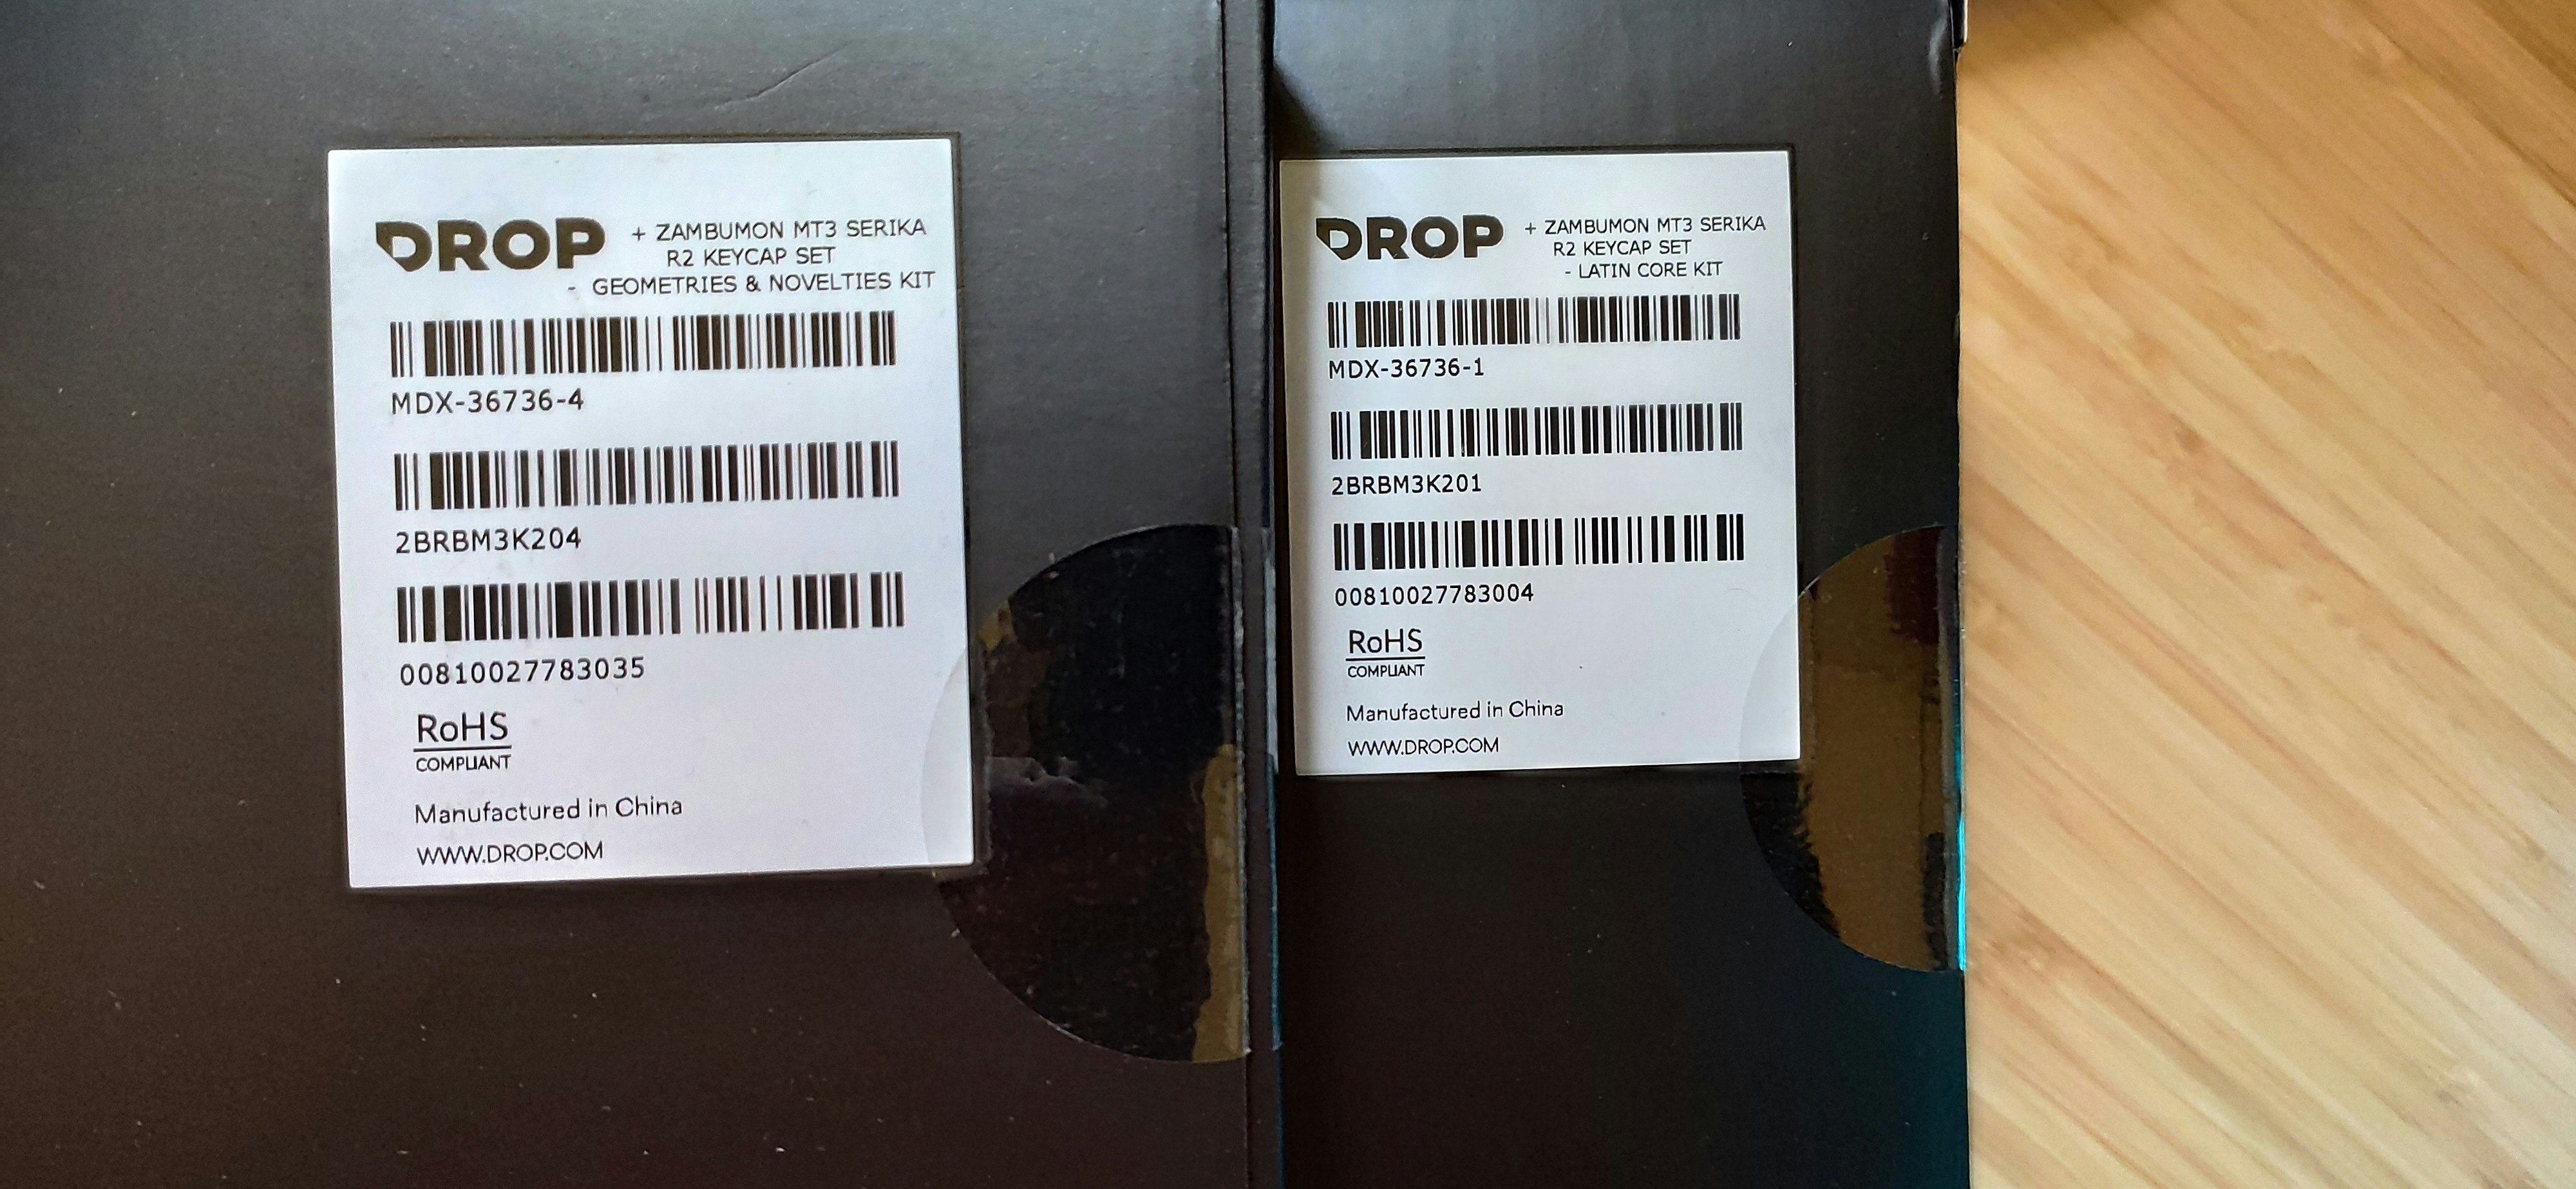 DROP + ZAMBUMON MT3 SERIKA
R2 KEYCAP SET
- GEOMETRIES & NOVELTIES KIT
MDX-36736-4
2BRBM3K204
00810027783035
RoHS
COMPLIANT
Manufactured in China
WWW.DROP.COM
DROP + ZAMBUMON MT3 SERIKA
R2 KEYCAP SET
- LATIN CORE KIT
MDX-36736-1
2BRBM3K201
00810027783004
RoHS
COMPLIANT
Manufactured in China
WWW.DROP.COM